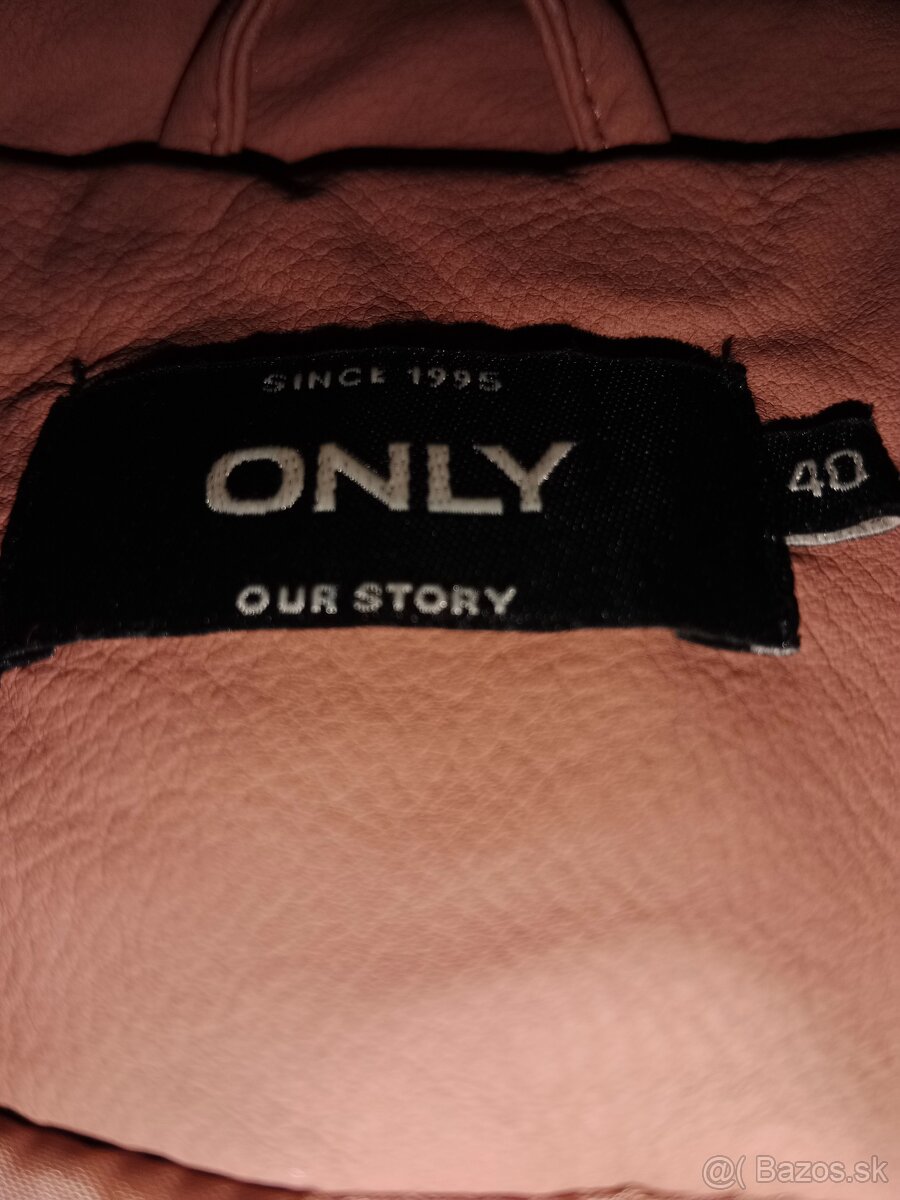 SINCE 1995
ONLY
40
OUR STORY
@( Bazos.sk